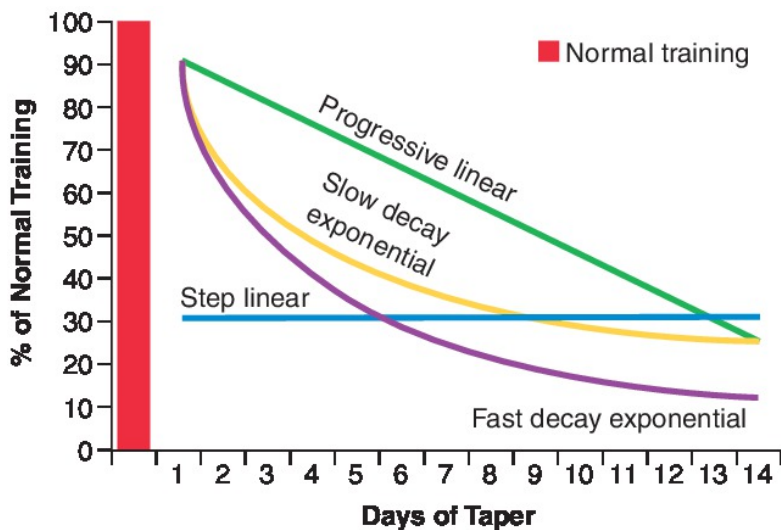 100
90
80
70
60
50
40
30
20
10
0
% of Normal Training
Normal training
Progressive linear
Slow decay
exponential
Step linear
Fast decay exponential
1 2 3 4 5 6 7 8 9 10 11 12 13 14
Days of Taper